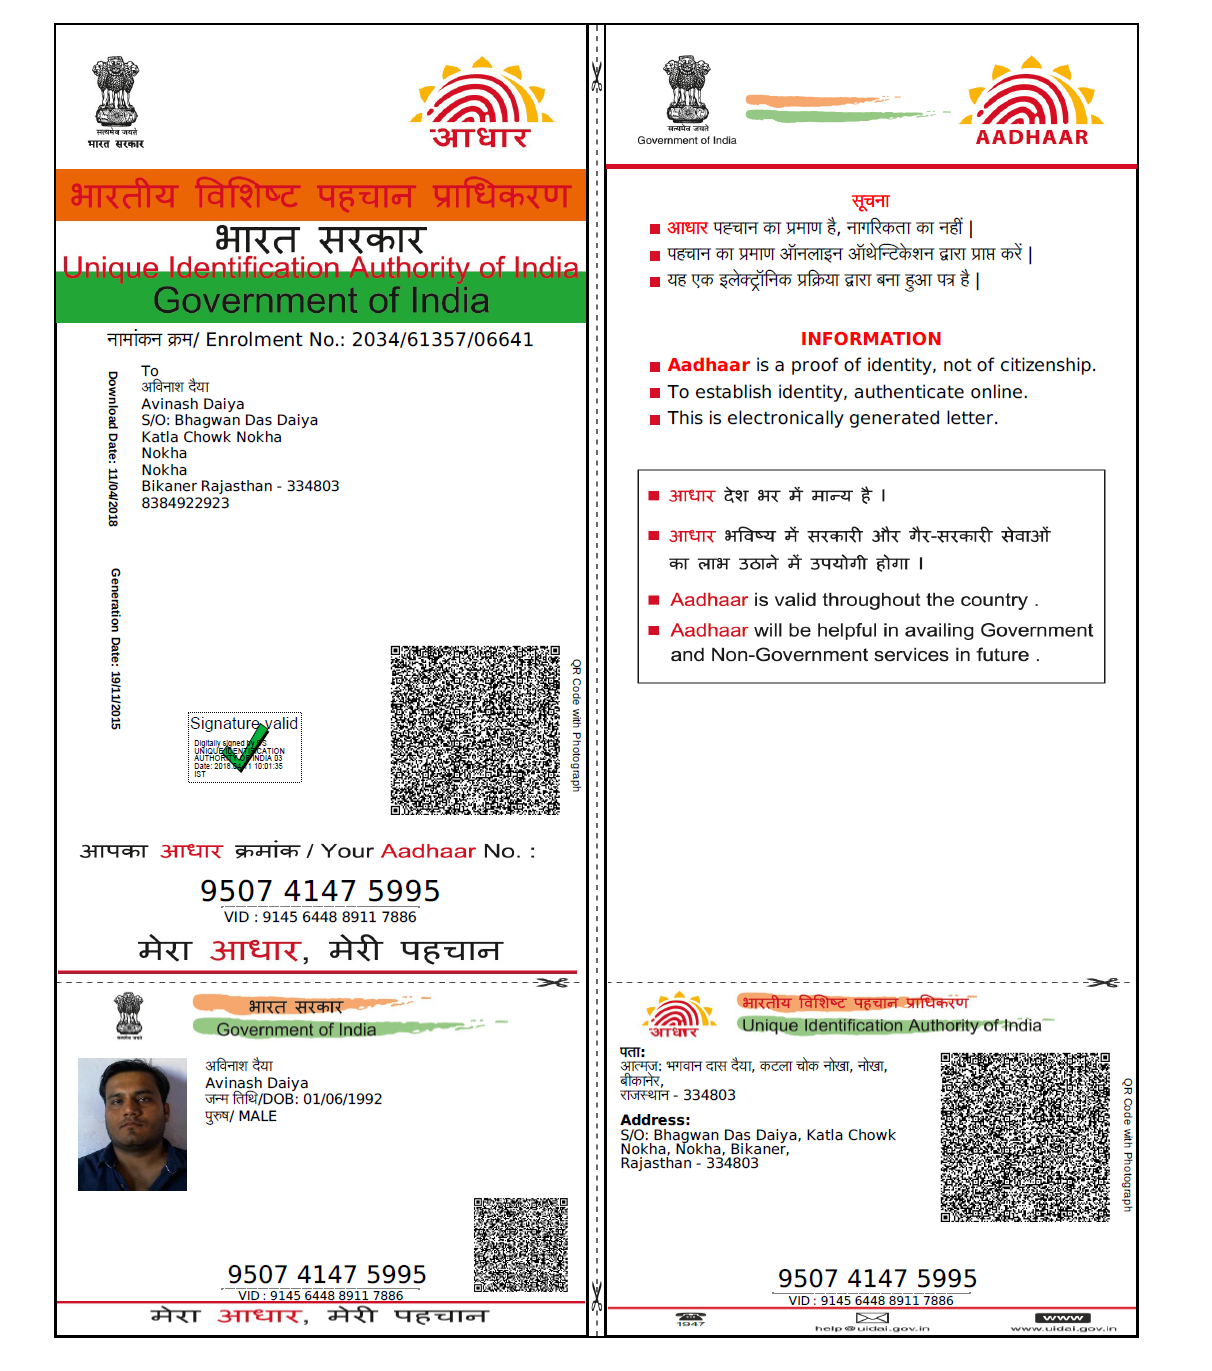 सत्यमेव जयते
भारत सरकार
आधार
भारतीय विशिष्ट पहचान प्राधिकरण
भारत सरकार
Unique Identification Authority of India
Government of India
नामांकन क्रम/ Enrolment No.: 2034/61357/06641
To
अविनाश दैया
Avinash Daiya
S/O: Bhagwan Das Daiya
Katla Chowk Nokha
Nokha
Nokha
Bikaner Rajasthan - 334803
8384922923
Download Date: 11/04/2018
Generation Date: 19/11/2015
Signature valid
Digitally signed by DS
UNIQUE IDENTIFICATION
AUTHORITY OF INDIA 03
Date: 2018 10:01:35
IST
QR Code with Photograph
आपका आधार क्रमांक / Your Aadhaar No. :
9507 4147 5995
VID : 9145 6448 8911 7886
मेरा आधार, मेरी पहचान
सत्यमेव जयते
भारत सरकार
Government of India
अविनाश दैया
Avinash Daiya
जन्म तिथि/DOB: 01/06/1992
पुरुष/ MALE
9507 4147 5995
VID : 9145 6448 8911 7886
मेरा आधार, मेरी पहचान
सत्यमेव जयते
Government of India
AADHAAR
सूचना
आधार पहचान का प्रमाण है, नागरिकता का नहीं |
पहचान का प्रमाण ऑनलाइन ऑथेन्टिकेशन द्वारा प्राप्त करें |
यह एक इलेक्ट्रॉनिक प्रक्रिया द्वारा बना हुआ पत्र है |
INFORMATION
Aadhaar is a proof of identity, not of citizenship.
To establish identity, authenticate online.
This is electronically generated letter.
आधार देश भर में मान्य है ।
आधार भविष्य में सरकारी और गैर-सरकारी सेवाओं
का लाभ उठाने में उपयोगी होगा ।
Aadhaar is valid throughout the country .
Aadhaar will be helpful in availing Government
and Non-Government services in future .
आधार
भारतीय विशिष्ट पहचान प्राधिकरण
Unique Identification Authority of India
पता:
आत्मज: भगवान दास दैया, कटला चोक नोखा, नोखा,
बीकानेर,
राजस्थान - 334803
Address:
S/O: Bhagwan Das Daiya, Katla Chowk
Nokha, Nokha, Bikaner,
Rajasthan - 334803
QR Code with Photograph
9507 4147 5995
VID : 9145 6448 8911 7886
1947
help@uidai.gov.in
www
www.uidai.gov.in